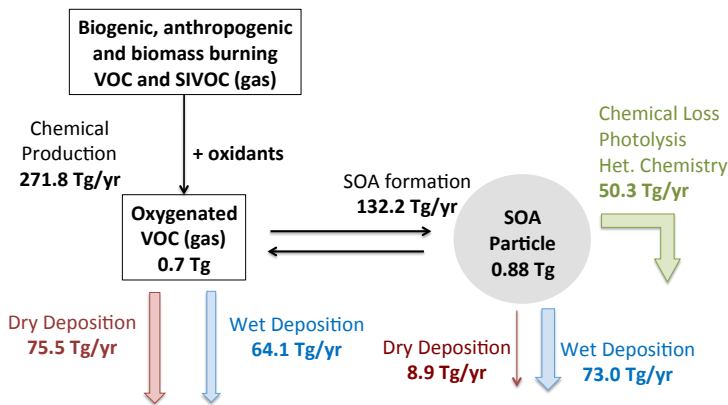 Biogenic, anthropogenic
and biomass burning
VOC and SIVOC (gas)
Chemical
Production
271.8 Tg/yr
+ oxidants
Chemical Loss
Photolysis
Het. Chemistry
50.3 Tg/yr
SOA formation
132.2 Tg/yr
Oxygenated
VOC (gas)
0.7 Tg
SOA
Particle
0.88 Tg
Dry Deposition
75.5 Tg/yr
Wet Deposition
64.1 Tg/yr
Dry Deposition
8.9 Tg/yr
Wet Deposition
73.0 Tg/yr